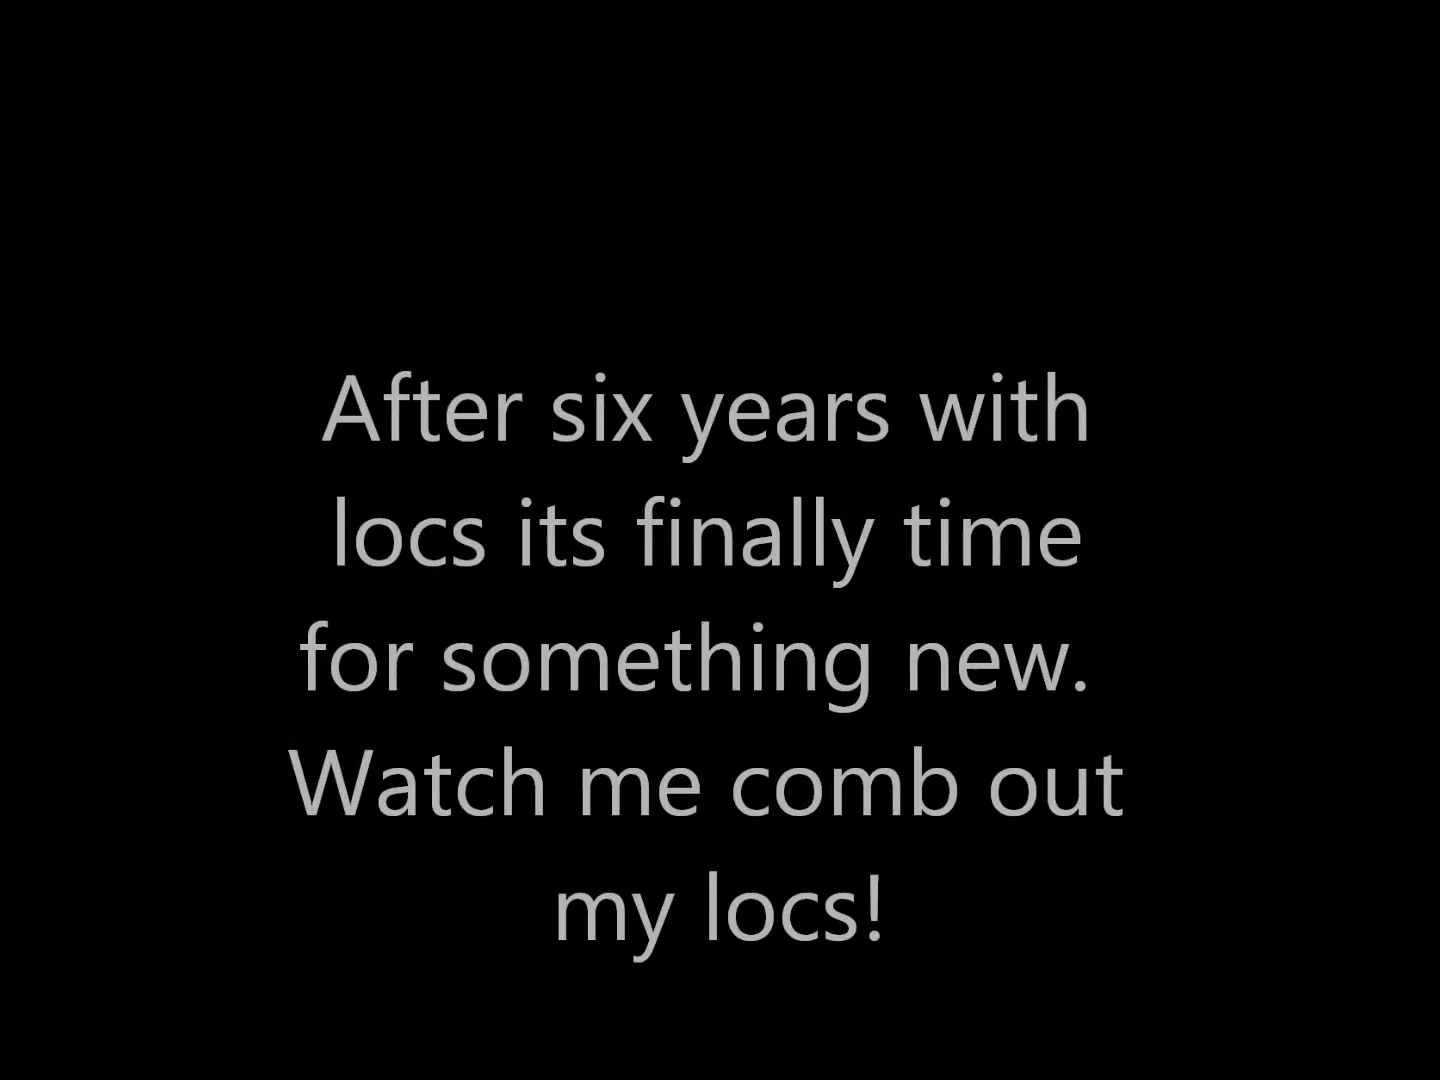 After six years with
locs its finally time
for something new.
Watch me comb out
my locs!